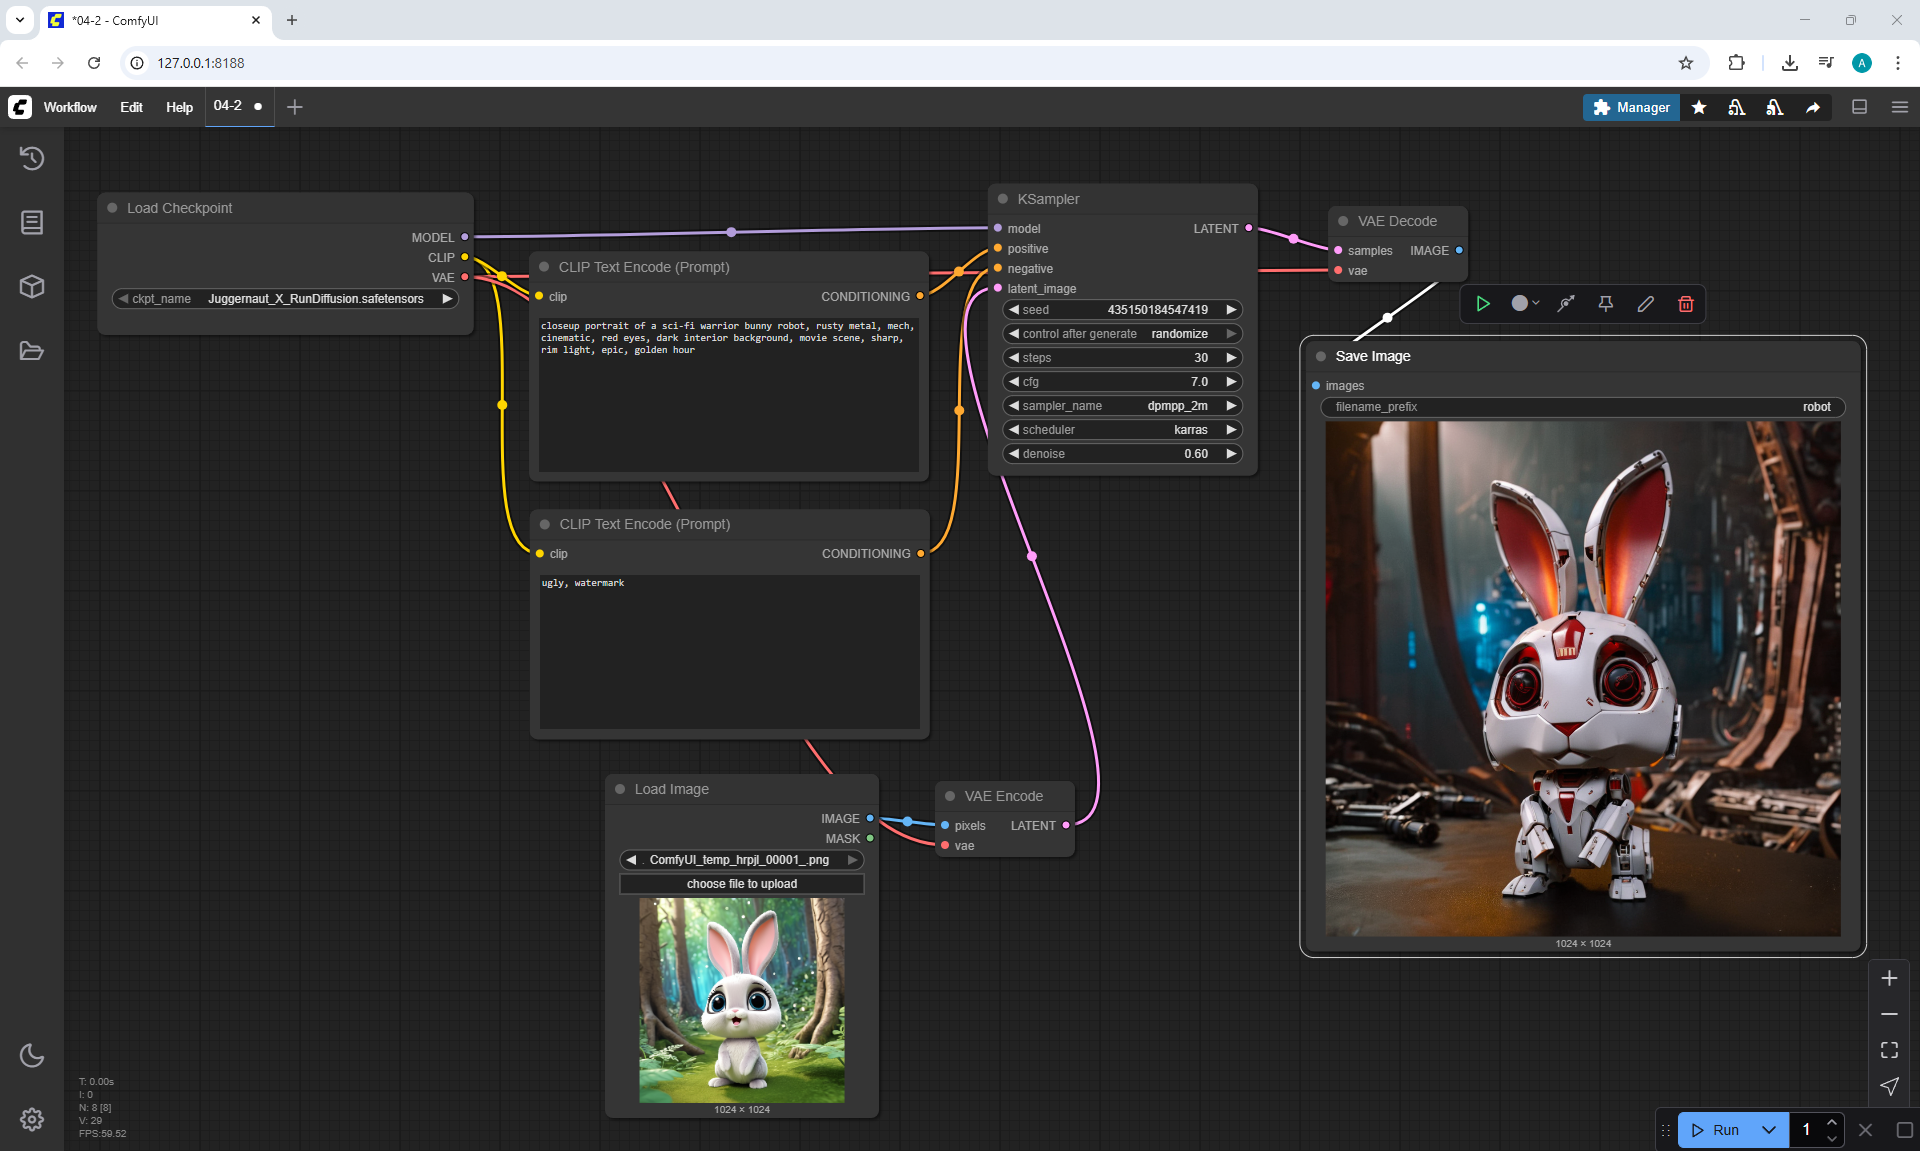 *04-2 - ComfyUI
127.0.0.1:8188
Workflow Edit Help 04-2
Manager
Load Checkpoint
MODEL
CLIP
VAE
ckpt_name Juggernaut_X_RunDiffusion.safetensors
CLIP Text Encode (Prompt)
clip CONDITIONING
closeup portrait of a sci-fi warrior bunny robot, rusty metal, mech,
cinematic, red eyes, dark interior background, movie scene, sharp,
rim light, epic, golden hour
CLIP Text Encode (Prompt)
clip CONDITIONING
ugly, watermark
Load Image
IMAGE
MASK
ComfyUI_temp_hrpjl_00001_.png
choose file to upload
1024 × 1024
VAE Encode
pixels LATENT
vae
KSampler
model LATENT
positive
negative
latent_image
seed 435150184547419
control after generate randomize
steps 30
cfg 7.0
sampler_name dpmpp_2m
scheduler karras
denoise 0.60
VAE Decode
samples IMAGE
vae
Save Image
images
filename_prefix robot
1024 × 1024
T: 0.00s
I: 0
N: 8 [8]
V: 29
FPS:59.52
Run 1
A